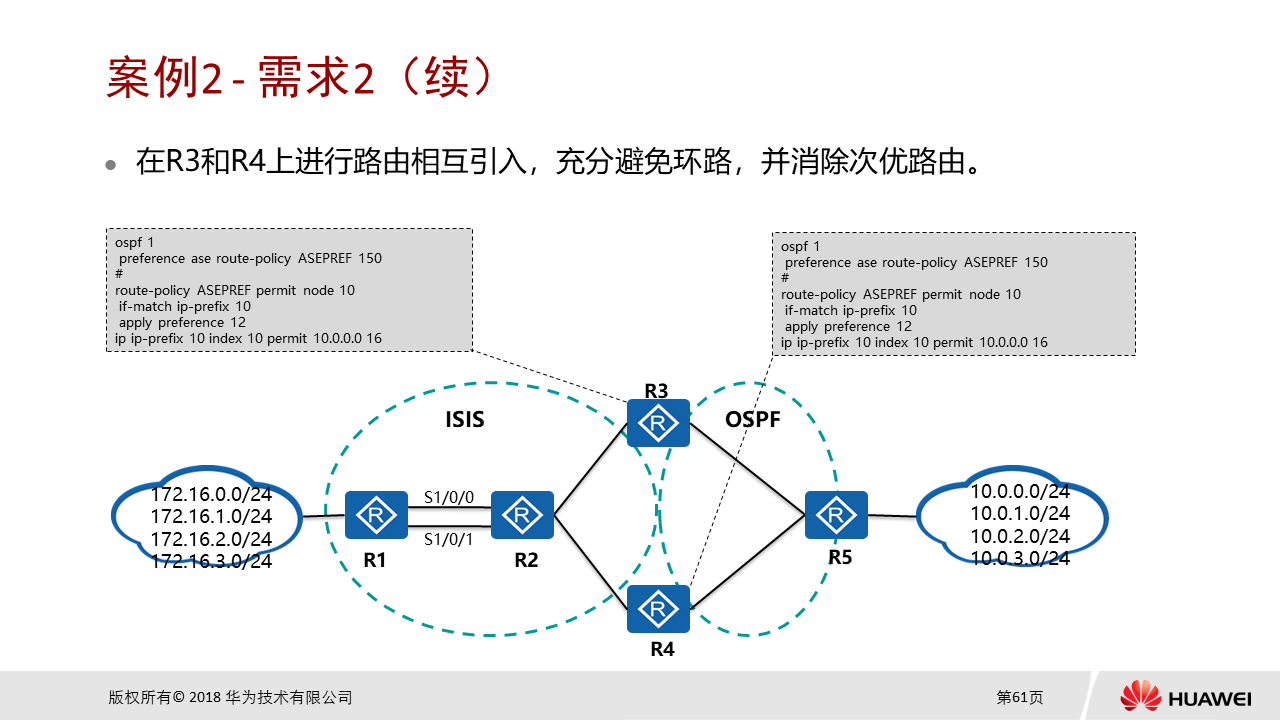 案例2 - 需求2（续）
在R3和R4上进行路由相互引入，充分避免环路，并消除次优路由。
ospf 1
preference ase route-policy ASEPREF 150
#
route-policy ASEPREF permit node 10
if-match ip-prefix 10
apply preference 12
ip ip-prefix 10 index 10 permit 10.0.0.0 16
ospf 1
preference ase route-policy ASEPREF 150
#
route-policy ASEPREF permit node 10
if-match ip-prefix 10
apply preference 12
ip ip-prefix 10 index 10 permit 10.0.0.0 16
R3
R
ISIS
OSPF
172.16.0.0/24
172.16.1.0/24
172.16.2.0/24
172.16.3.0/24
R
R1
S1/0/0
S1/0/1
R
R2
R
R5
10.0.0.0/24
10.0.1.0/24
10.0.2.0/24
10.0.3.0/24
R
R4
版权所有© 2018 华为技术有限公司
第61页
HUAWEI